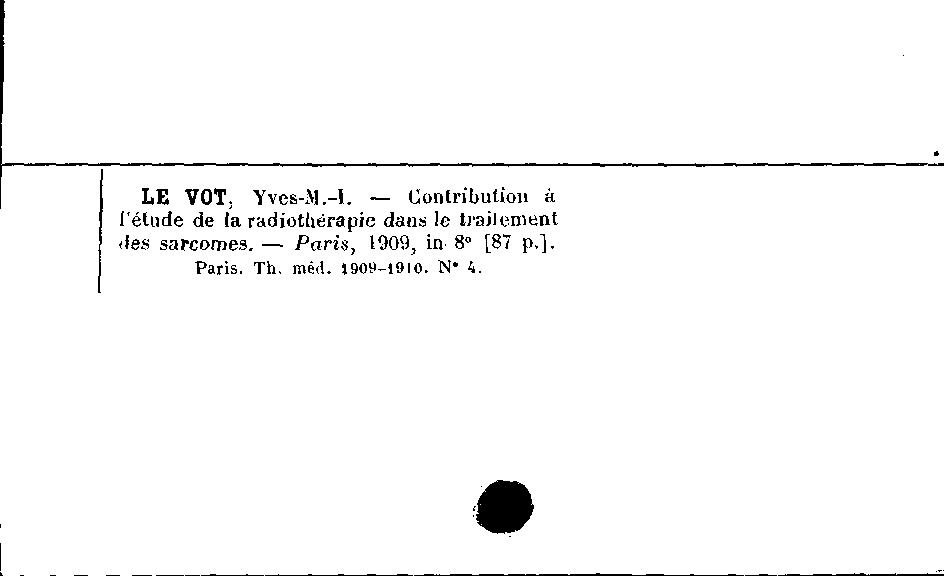 LE VOT, Yves-M.-I. — Contribution à
l'étude de la radiothérapie dans le traitement
des sarcomes. — Paris, 1909, in-8° [87 p.].
Paris. Th. méd. 1909-1910. N° 4.